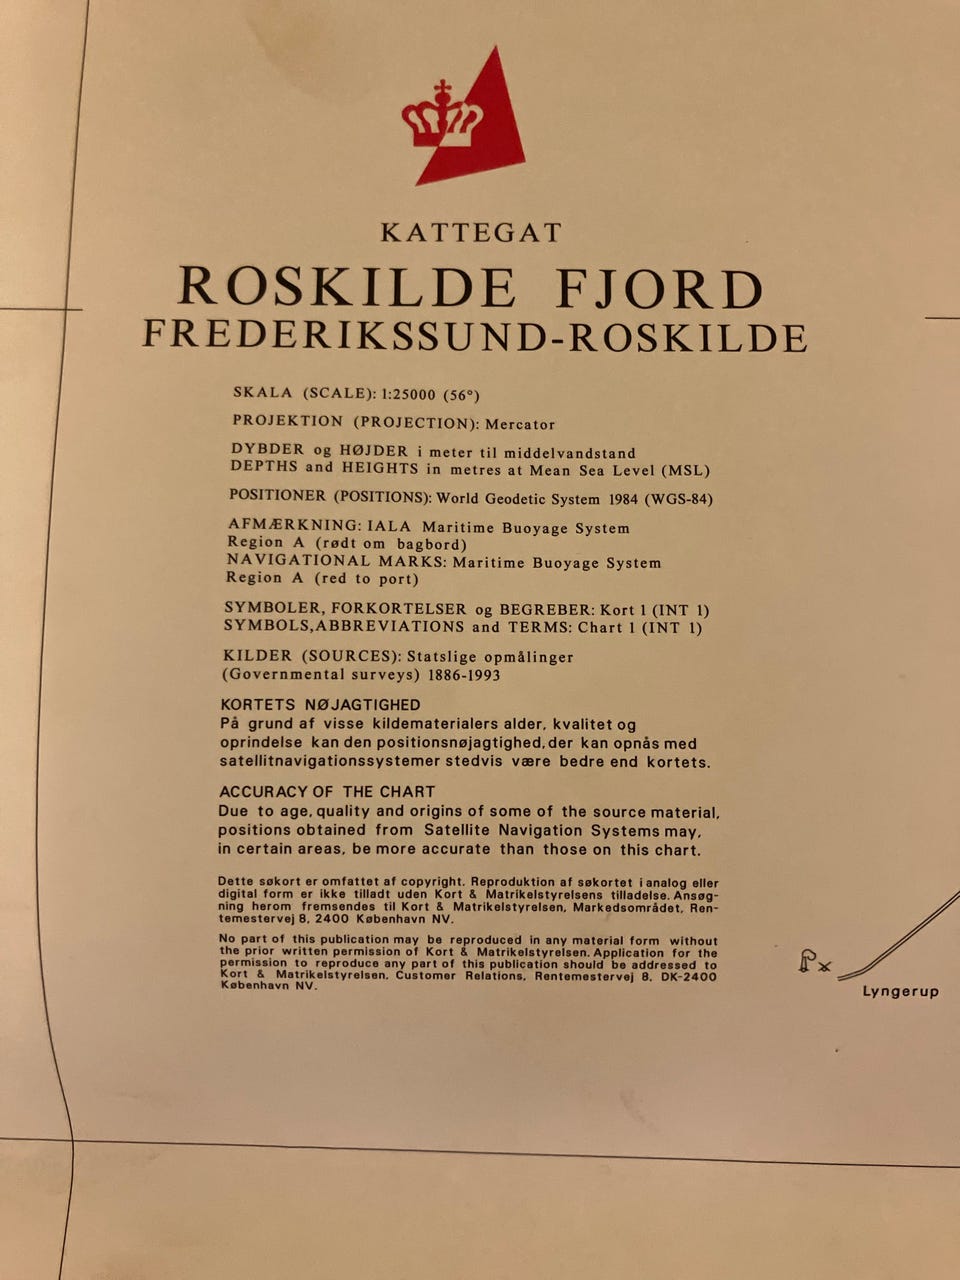 KATTEGAT
ROSKILDE FJORD
FREDERIKSSUND-ROSKILDE
SKALA (SCALE): 1:25000 (56°)
PROJEKTION (PROJECTION): Mercator
DYBDER og HØJDER i meter til middelvandstand
DEPTHS and HEIGHTS in metres at Mean Sea Level (MSL)
POSITIONER (POSITIONS): World Geodetic System 1984 (WGS-84)
AFMÆRKNING: IALA Maritime Buoyage System
Region A (rødt om bagbord)
NAVIGATIONAL MARKS: Maritime Buoyage System
Region A (red to port)
SYMBOLER, FORKORTELSER og BEGREBER: Kort 1 (INT 1)
SYMBOLS,ABBREVIATIONS and TERMS: Chart 1 (INT 1)
KILDER (SOURCES): Statslige opmålinger
(Governmental surveys) 1886-1993
KORTETS NØJAGTIGHED
På grund af visse kildematerialers alder, kvalitet og
oprindelse kan den positionsnøjagtighed, der kan opnås med
satellitnavigationssystemer stedvis være bedre end kortets.
ACCURACY OF THE CHART
Due to age, quality and origins of some of the source material,
positions obtained from Satellite Navigation Systems may,
in certain areas, be more accurate than those on this chart.
Dette søkort er omfattet af copyright. Reproduktion af søkortet i analog eller
digital form er ikke tilladt uden Kort & Matrikelstyrelsens tilladelse. Ansøg-
ning herom fremsendes til Kort & Matrikelstyrelsen, Markedsområdet, Ren-
temestervej 8, 2400 København NV.
No part of this publication may be reproduced in any material form without
the prior written permission of Kort & Matrikelstyrelsen. Application for the
permission to reproduce any part of this publication should be addressed to
Kort & Matrikelstyrelsen, Customer Relations, Rentemestervej 8, DK-2400
København NV.
Lyngerup